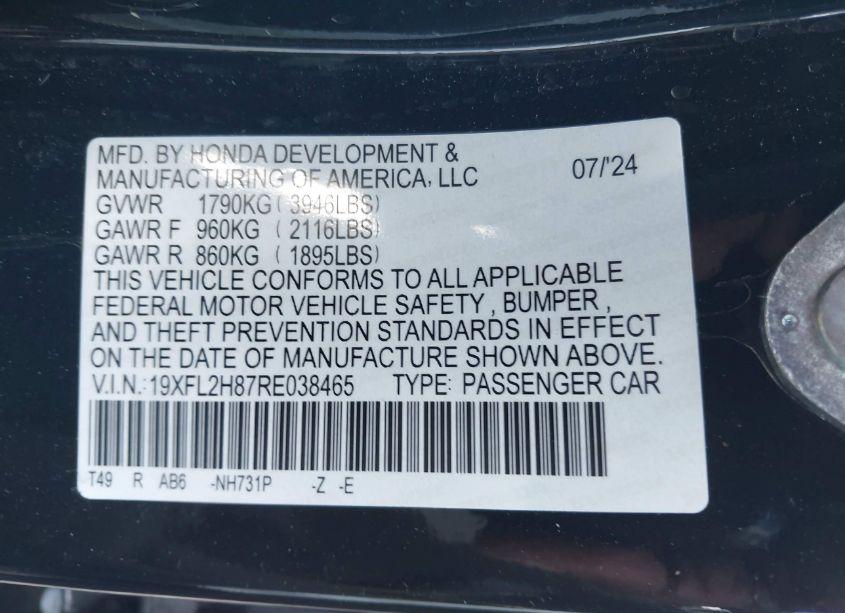 MFD. BY HONDA DEVELOPMENT &
MANUFACTURING OF AMERICA, LLC 07/'24
GVWR 1790KG ( 3946LBS)
GAWR F 960KG ( 2116LBS)
GAWR R 860KG ( 1895LBS)
THIS VEHICLE CONFORMS TO ALL APPLICABLE
FEDERAL MOTOR VEHICLE SAFETY , BUMPER ,
AND THEFT PREVENTION STANDARDS IN EFFECT
ON THE DATE OF MANUFACTURE SHOWN ABOVE.
V.I.N.:19XFL2H87RE038465 TYPE: PASSENGER CAR
T49 R AB6 -NH731P -Z -E